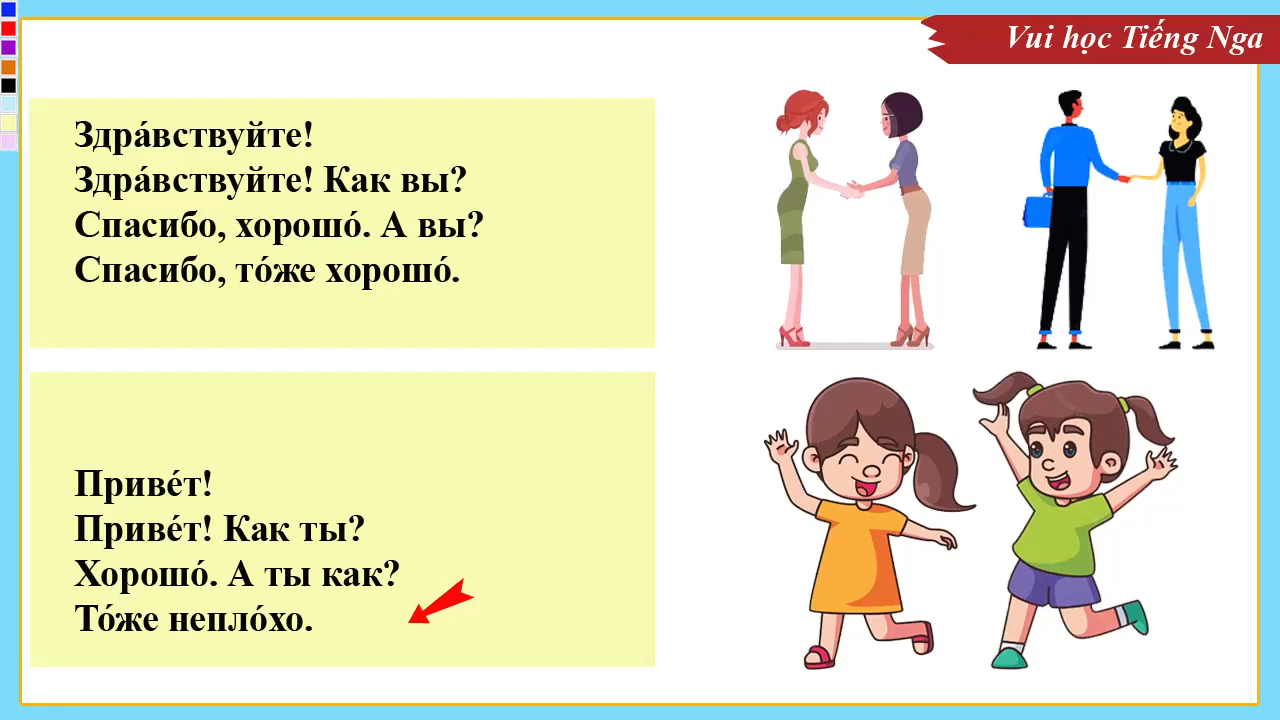 Vui học Tiếng Nga
Здра́вствуйте!
Здра́вствуйте! Как вы?
Спасибо, хорошо́. А вы?
Спасибо, то́же хорошо́.
Приве́т!
Приве́т! Как ты?
Хорошо́. А ты как?
То́же непло́хо.